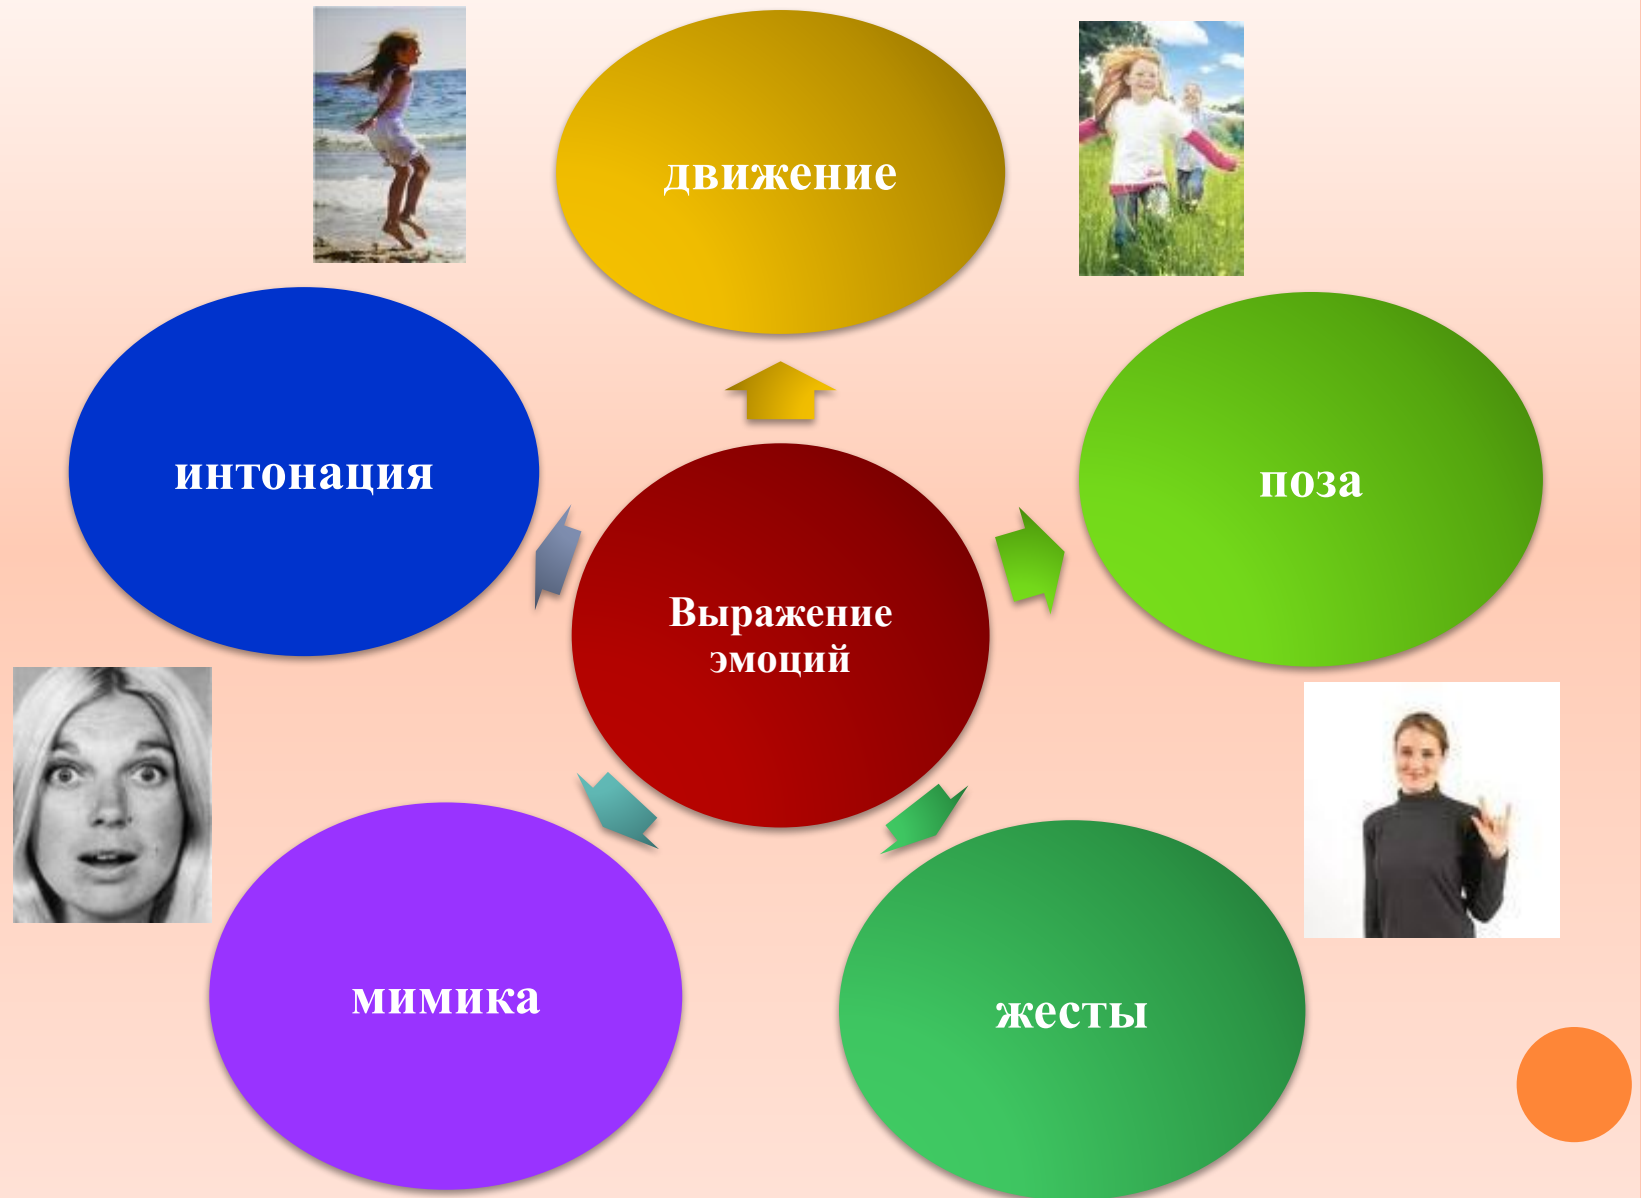 движение
интонация
поза
Выражение
эмоций
мимика
жесты